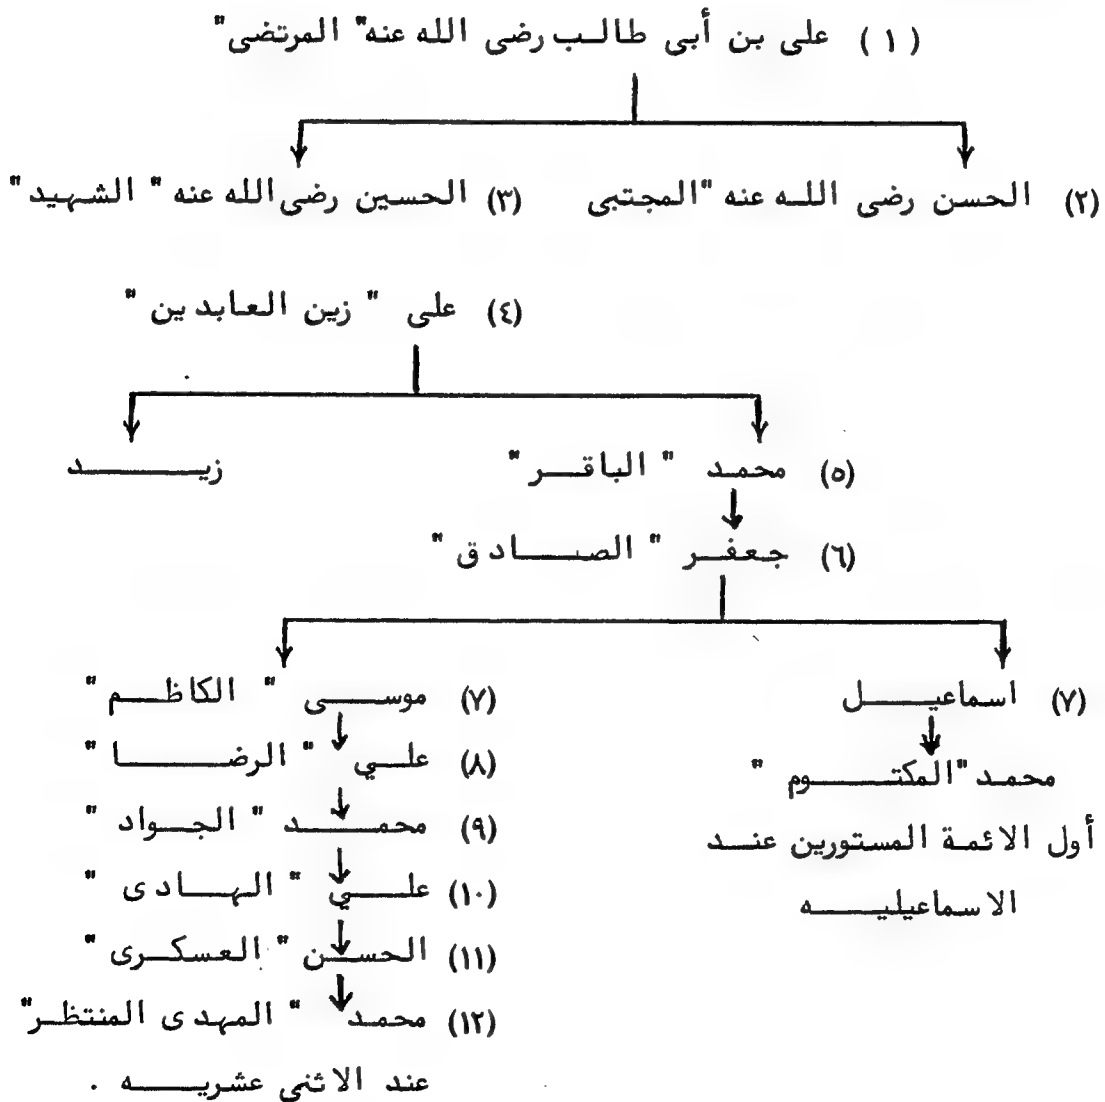 (١) على بن أبى طالب رضى الله عنه "المرتضى"
(٢) الحسن رضى الله عنه "المجتبى (٣) الحسين رضى الله عنه "الشهيد"
(٤) على "زين العابدين"
(٥) محمد "الباقر" زيد
(٦) جعفر "الصادق"
(٧) اسماعيل (٧) موسى "الكاظم"
محمد "المكتوم" (٨) علي "الرضا"
أول الائمة المستورين عند (٩) محمد "الجواد"
الاسماعيليه (١٠) علي "الهادى"
(١١) الحسن "العسكرى"
(١٢) محمد "المهدى المنتظر"
عند الاثنى عشريه .